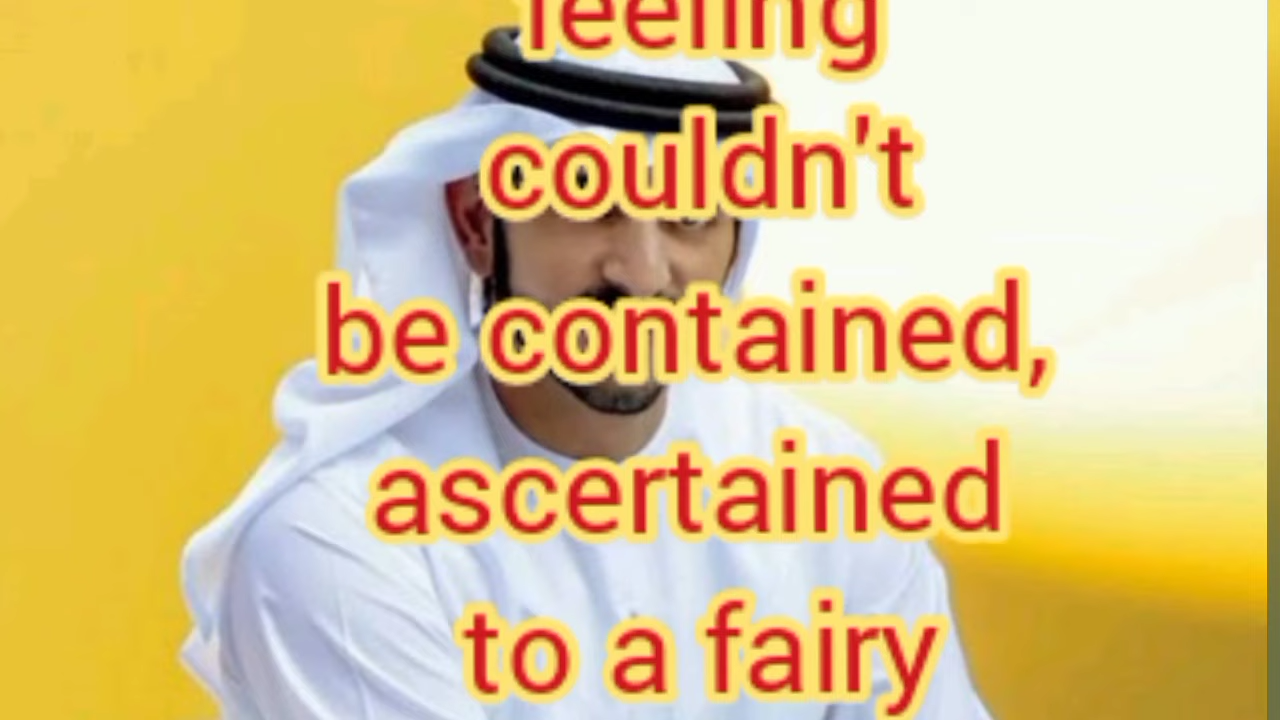 feeling
couldn't
be contained,
ascertained
to a fairy